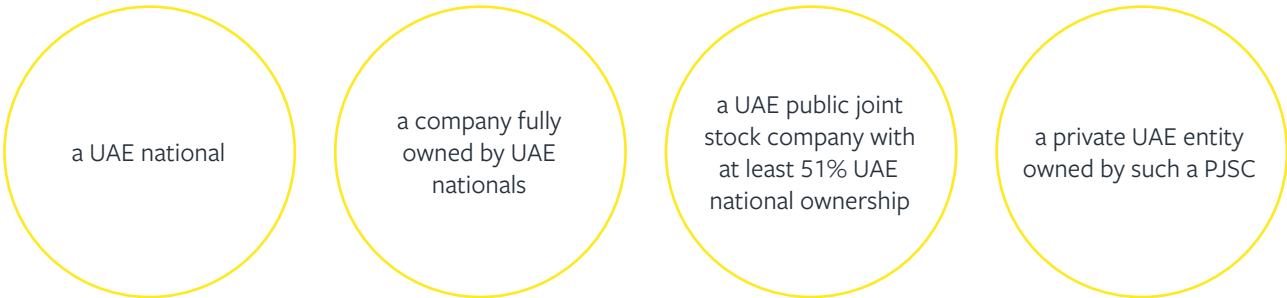 a UAE national
a company fully
owned by UAE
nationals
a UAE public joint
stock company with
at least 51% UAE
national ownership
a private UAE entity
owned by such a PJSC